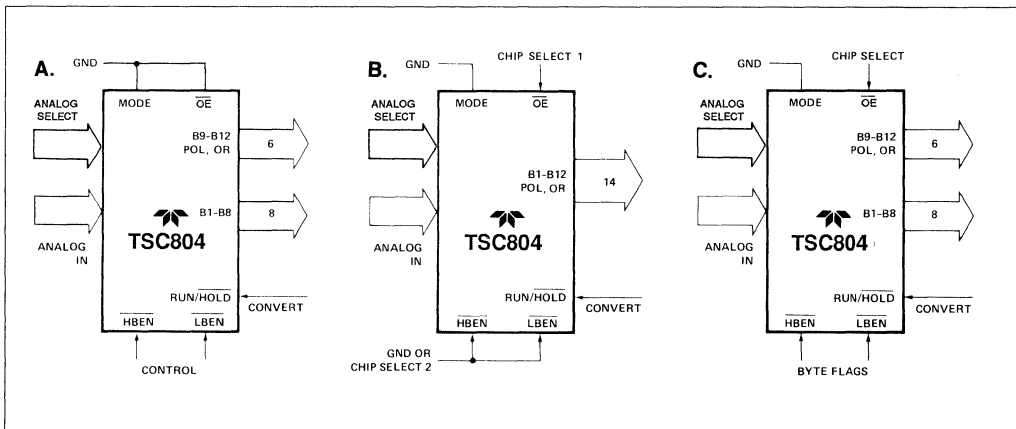 A.
GND
MODE
OE
ANALOG
SELECT
B9–B12
POL, OR
6
B1–B8
8
TSC804
ANALOG
IN
RUN/HOLD
CONVERT
HBEN
LBEN
CONTROL
B.
GND
CHIP SELECT 1
MODE
OE
ANALOG
SELECT
B1–B12
POL, OR
14
TSC804
ANALOG
IN
RUN/HOLD
CONVERT
HBEN
LBEN
GND OR
CHIP SELECT 2
C.
GND
CHIP SELECT
MODE
OE
ANALOG
SELECT
B9–B12
POL, OR
6
B1–B8
8
TSC804
ANALOG
IN
RUN/HOLD
CONVERT
HBEN
LBEN
BYTE FLAGS